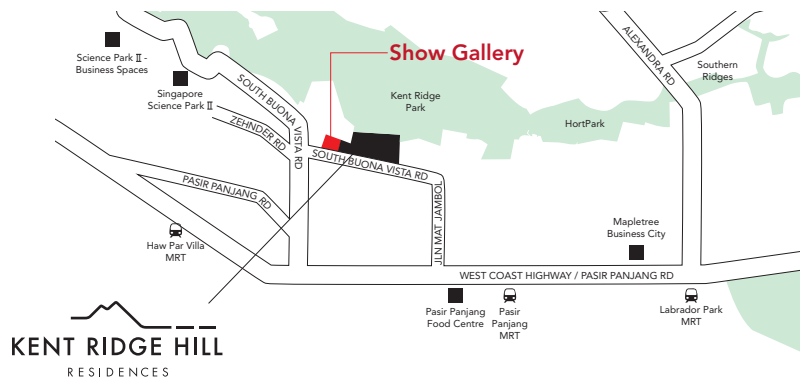 Show Gallery
Science Park Ⅱ -
Business Spaces
Singapore
Science Park Ⅱ
SOUTH BUONA VISTA RD
ZEHNDER RD
Kent Ridge
Park
ALEXANDRA RD
Southern
Ridges
HortPark
SOUTH BUONA VISTA RD
PASIR PANJANG RD
JLN MAT JAMBOL
Haw Par Villa
MRT
Mapletree
Business City
WEST COAST HIGHWAY / PASIR PANJANG RD
Pasir Panjang
Food Centre
Pasir
Panjang
MRT
Labrador Park
MRT
KENT RIDGE HILL
RESIDENCES